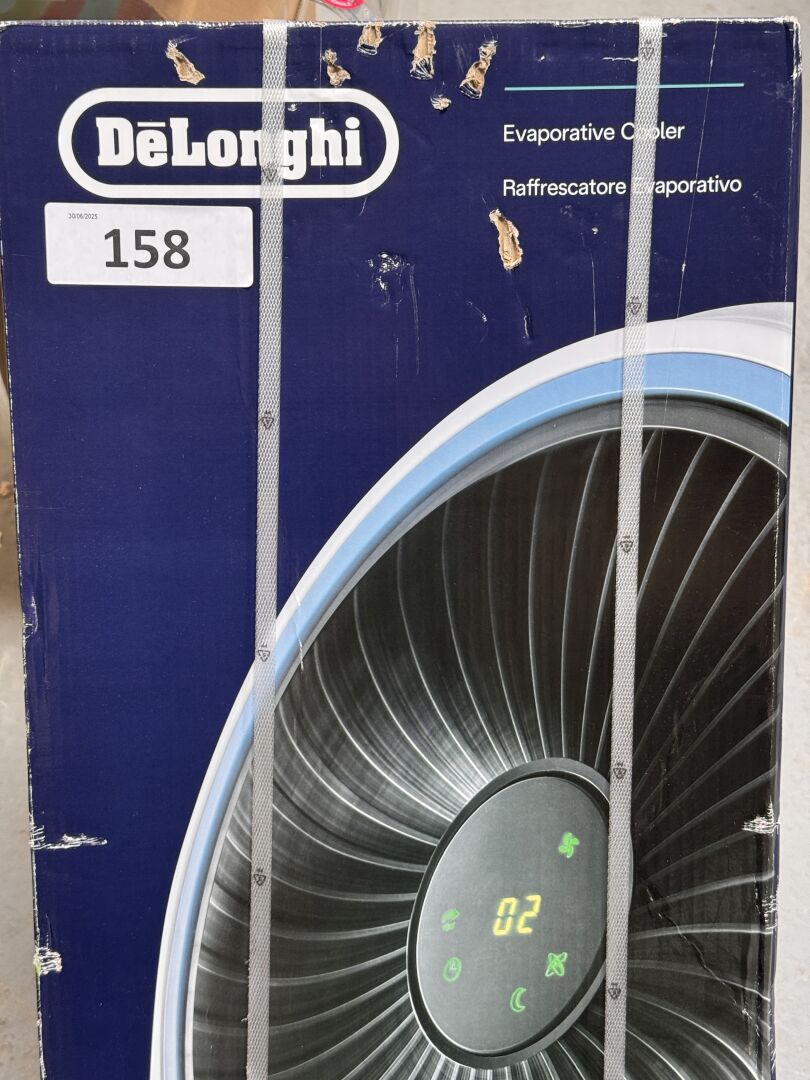 DēLonghi
Evaporative Cooler
Raffrescatore Evaporativo
30/06/2025
158
02